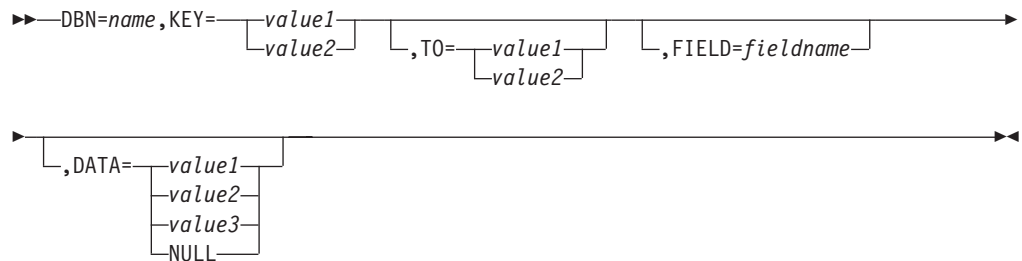 DBN=name,KEY= value1
value2
,TO= value1
value2
,FIELD=fieldname
,DATA= value1
value2
value3
NULL